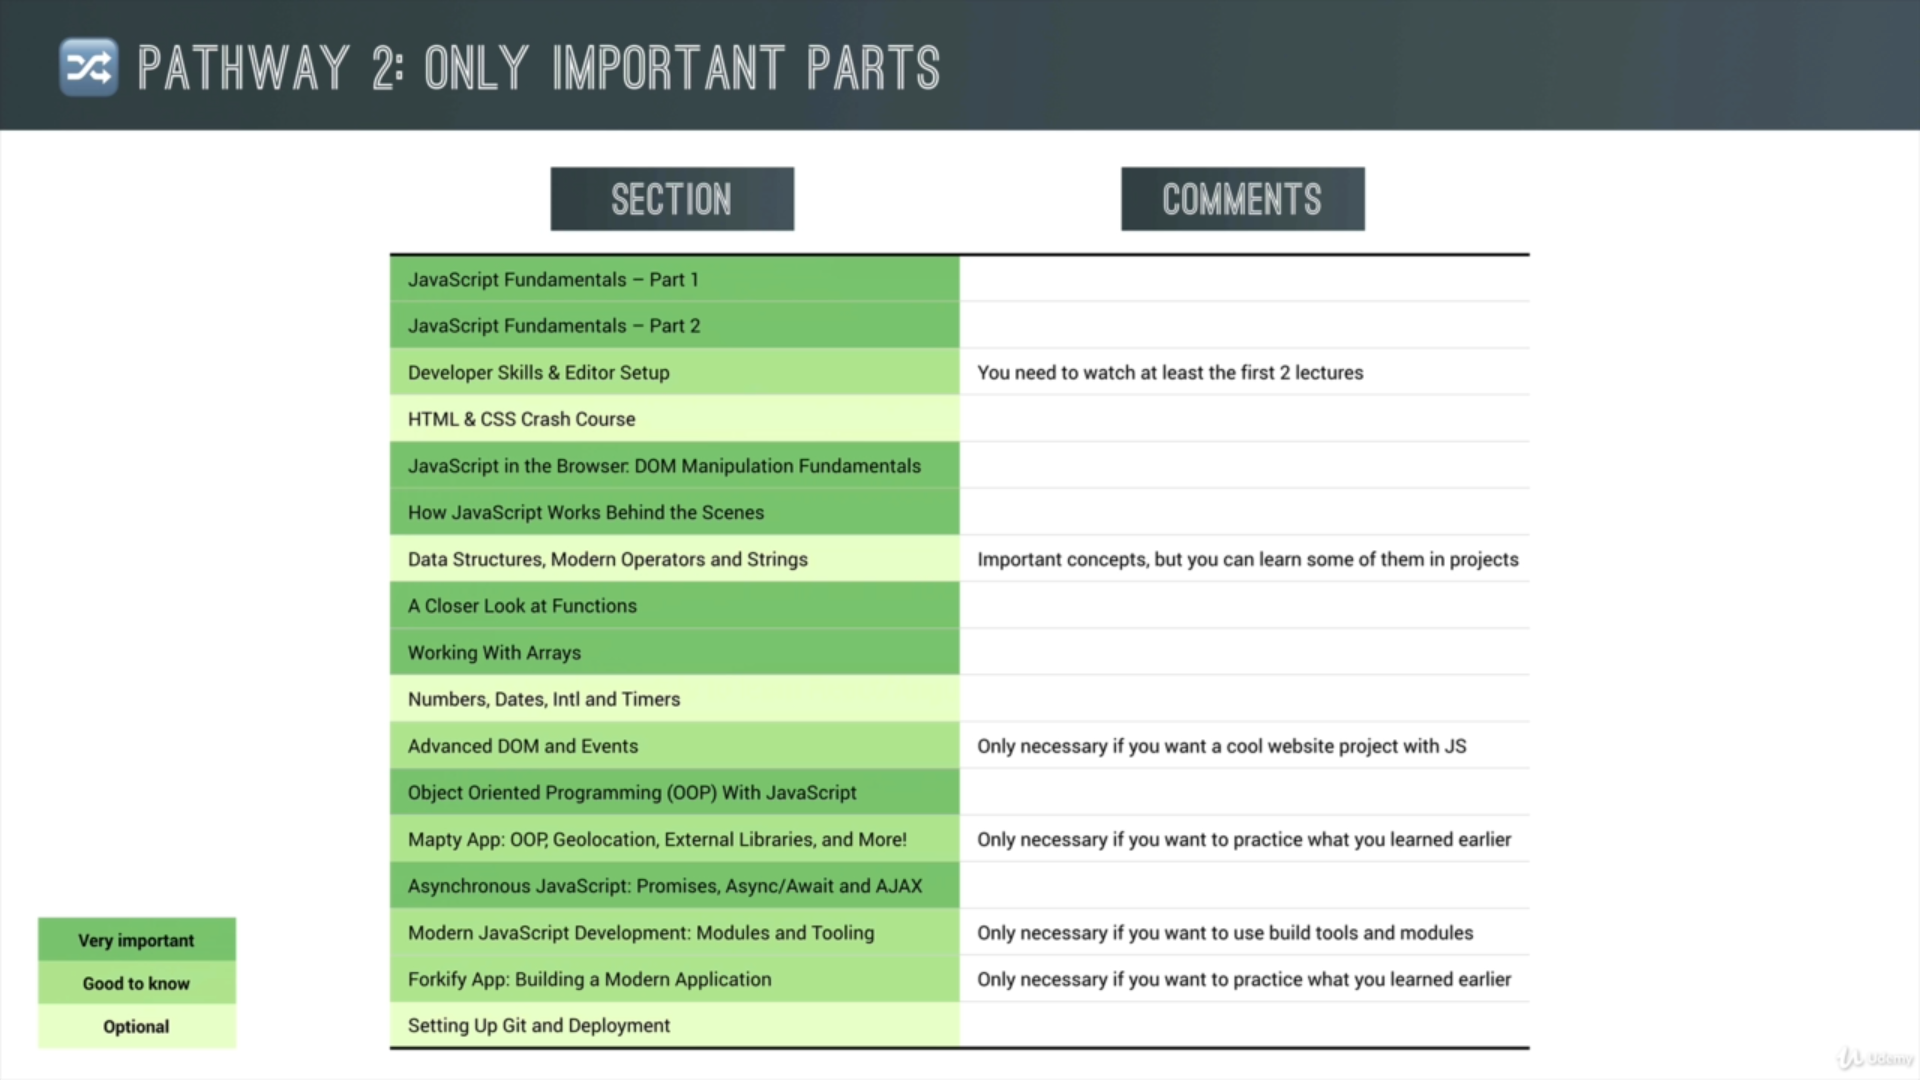 PATHWAY 2: ONLY IMPORTANT PARTS
SECTION
COMMENTS
JavaScript Fundamentals – Part 1
JavaScript Fundamentals – Part 2
Developer Skills & Editor Setup
You need to watch at least the first 2 lectures
HTML & CSS Crash Course
JavaScript in the Browser: DOM Manipulation Fundamentals
How JavaScript Works Behind the Scenes
Data Structures, Modern Operators and Strings
Important concepts, but you can learn some of them in projects
A Closer Look at Functions
Working With Arrays
Numbers, Dates, Intl and Timers
Advanced DOM and Events
Only necessary if you want a cool website project with JS
Object Oriented Programming (OOP) With JavaScript
Mapty App: OOP, Geolocation, External Libraries, and More!
Only necessary if you want to practice what you learned earlier
Asynchronous JavaScript: Promises, Async/Await and AJAX
Modern JavaScript Development: Modules and Tooling
Only necessary if you want to use build tools and modules
Forkify App: Building a Modern Application
Only necessary if you want to practice what you learned earlier
Setting Up Git and Deployment
Very important
Good to know
Optional
Udemy